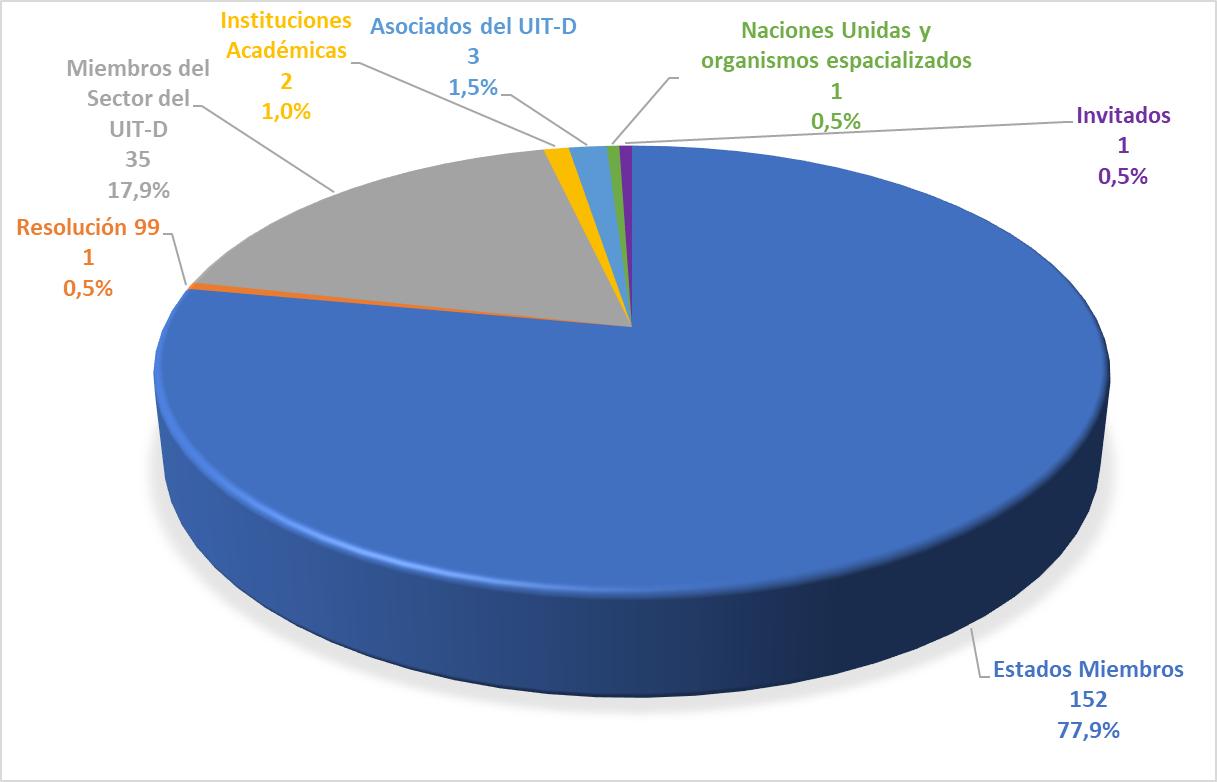 Instituciones
Académicas
2
1,0%
Asociados del UIT-D
3
1,5%
Naciones Unidas y
organismos espacializados
1
0,5%
Invitados
1
0,5%
Miembros del
Sector del
UIT-D
35
17,9%
Resolución 99
1
0,5%
Estados Miembros
152
77,9%